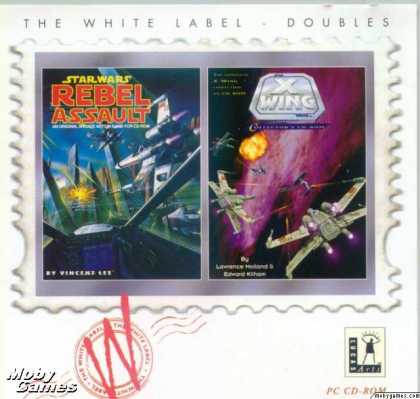 THE WHITE LABEL - DOUBLES
STAR WARS
REBEL
ASSAULT
AN ORIGINAL ARCADE ACTION GAME FOR CD-ROM
BY VINCENT LEE
X
WING
COLLECTOR'S CD-ROM
By
Lawrence Holland &
Edward Kilham
THE WHITE LABEL - THE WHITE LABEL
W
LUCAS
Arts
PC CD-ROM
Moby
Games
mobygames.com